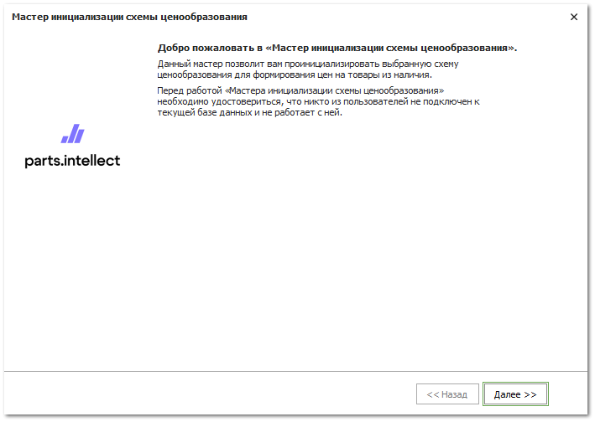 Мастер инициализации схемы ценообразования
Добро пожаловать в «Мастер инициализации схемы ценообразования».
Данный мастер позволит вам проинициализировать выбранную схему
ценообразования для формирования цен на товары из наличия.
Перед работой «Мастера инициализации схемы ценообразования»
необходимо удостовериться, что никто из пользователей не подключен к
текущей базе данных и не работает с ней.
parts.intellect
<< Назад
Далее >>